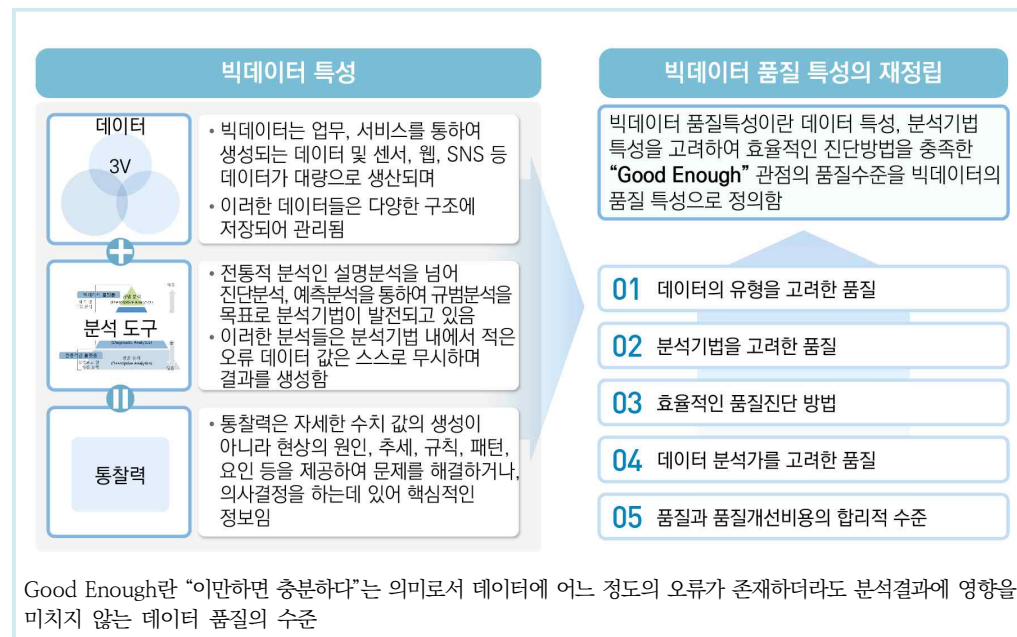 빅데이터 특성
데이터
3V
• 빅데이터는 업무, 서비스를 통하여
생성되는 데이터 및 센서, 웹, SNS 등
데이터가 대량으로 생산되며
• 이러한 데이터들은 다양한 구조에
저장되어 관리됨
분석 도구
• 전통적 분석인 설명분석을 넘어
진단분석, 예측분석을 통하여 규범분석을
목표로 분석기법이 발전되고 있음
• 이러한 분석들은 분석기법 내에서 적은
오류 데이터 값은 스스로 무시하며
결과를 생성함
통찰력
• 통찰력은 자세한 수치 값의 생성이
아니라 현상의 원인, 추세, 규칙, 패턴,
요인 등을 제공하여 문제를 해결하거나,
의사결정을 하는데 있어 핵심적인
정보임
빅데이터 품질 특성의 재정립
빅데이터 품질특성이란 데이터 특성, 분석기법
특성을 고려하여 효율적인 진단방법을 충족한
“Good Enough” 관점의 품질수준을 빅데이터의
품질 특성으로 정의함
01 데이터의 유형을 고려한 품질
02 분석기법을 고려한 품질
03 효율적인 품질진단 방법
04 데이터 분석가를 고려한 품질
05 품질과 품질개선비용의 합리적 수준
Good Enough란 “이만하면 충분하다”는 의미로서 데이터에 어느 정도의 오류가 존재하더라도 분석결과에 영향을
미치지 않는 데이터 품질의 수준